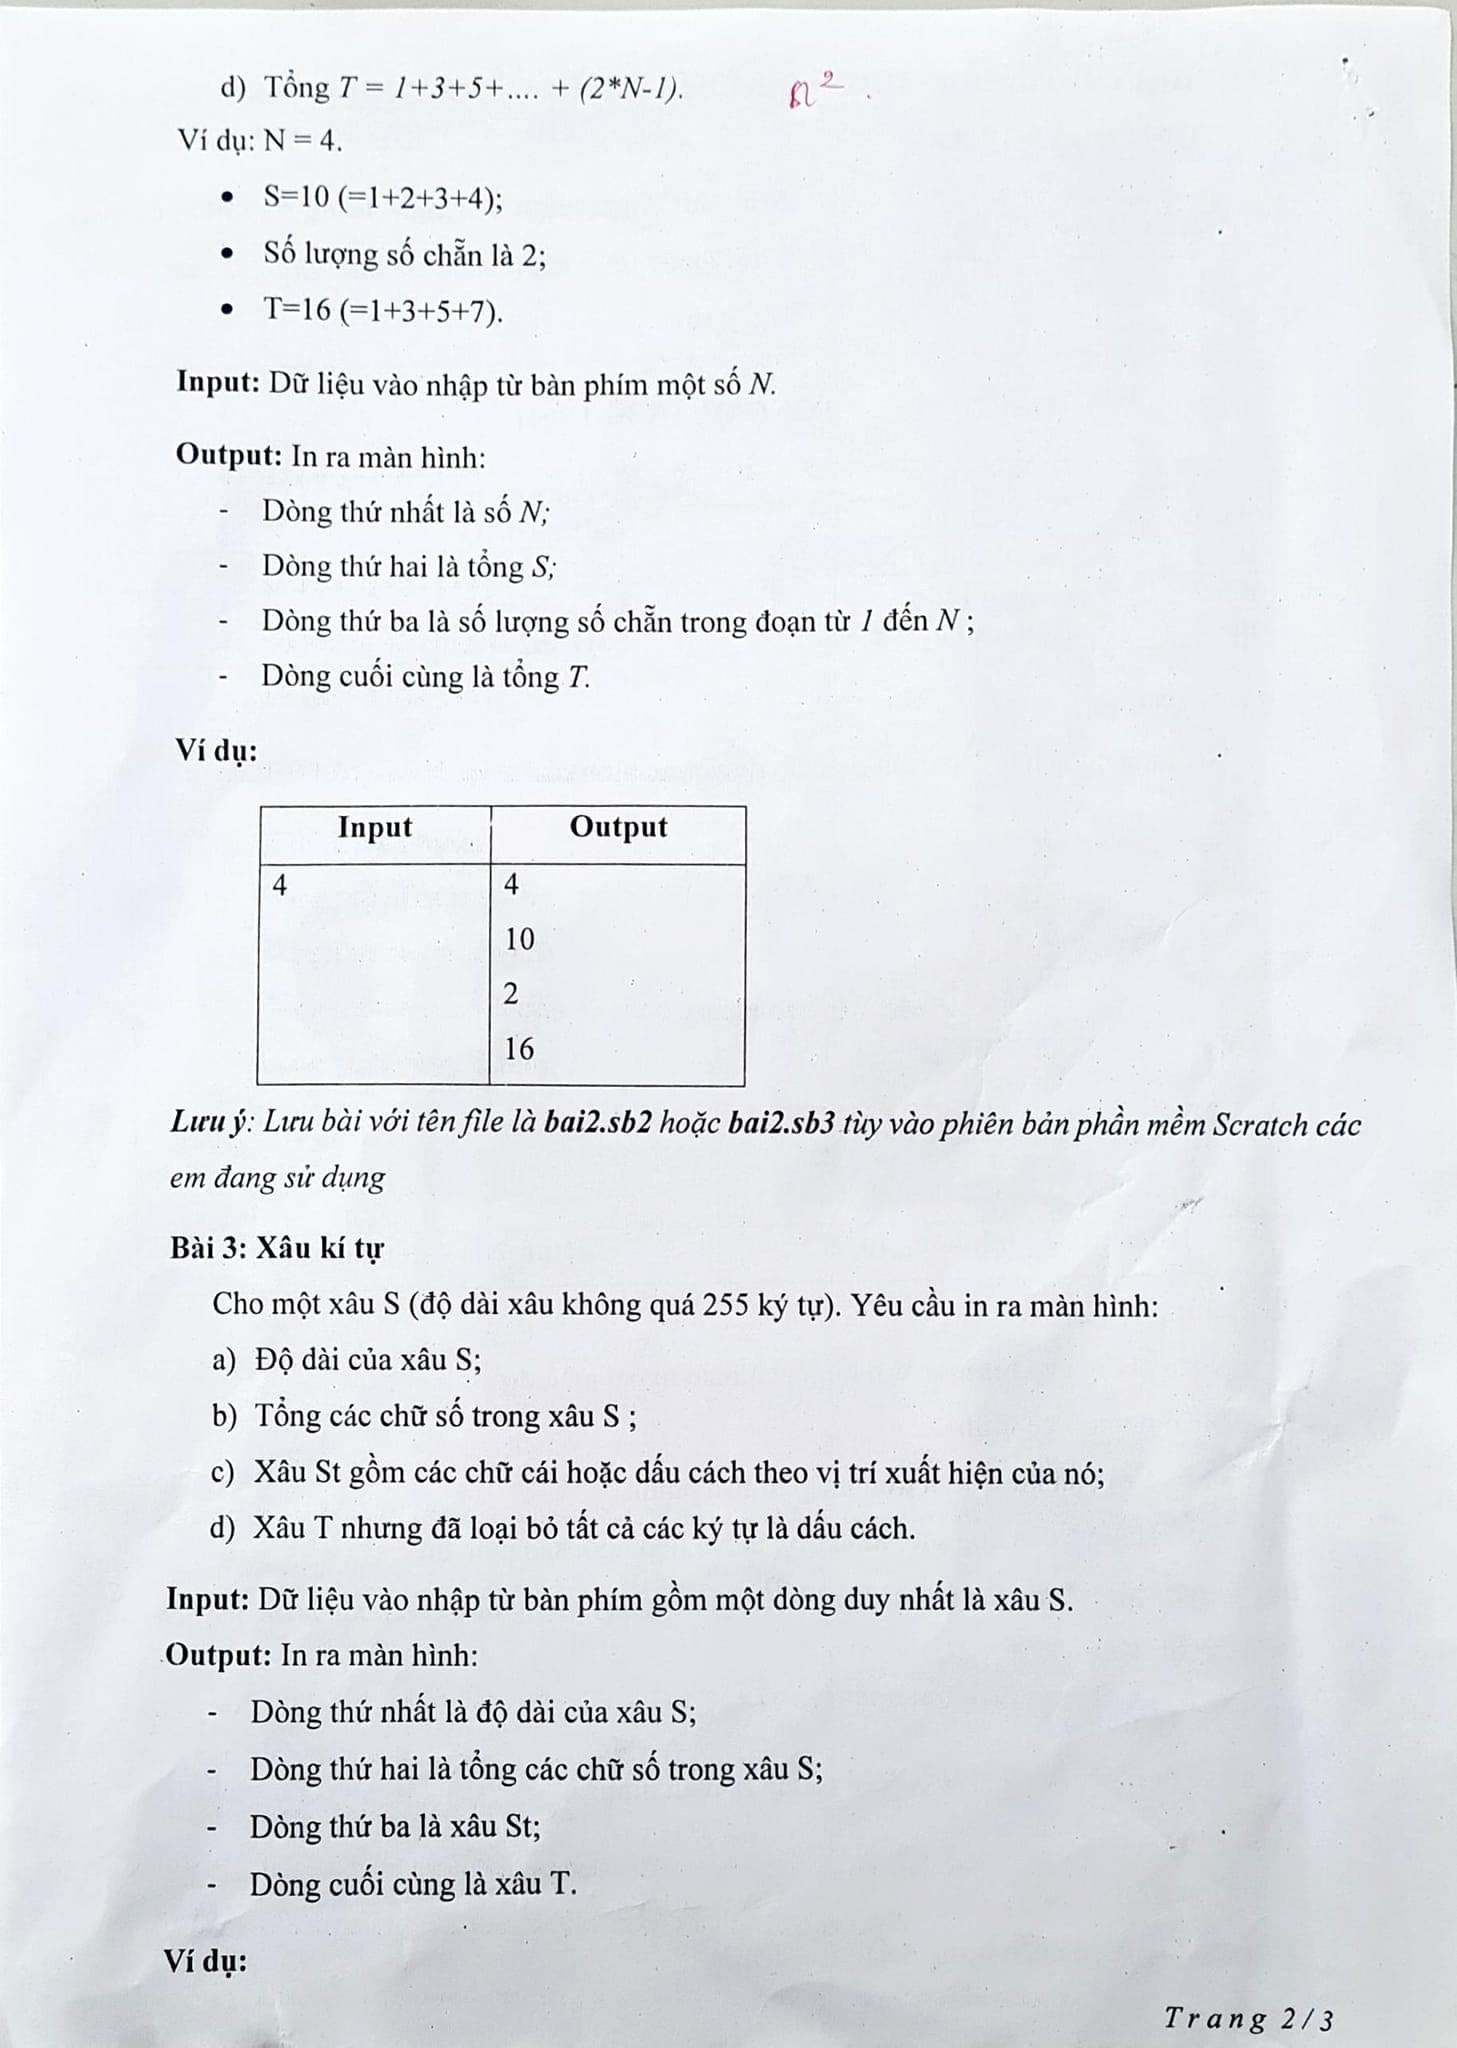 d) Tổng T = 1+3+5+.... + (2*N-1). n²
Ví dụ: N = 4.
• S=10 (=1+2+3+4);
• Số lượng số chẵn là 2;
• T=16 (=1+3+5+7).
Input: Dữ liệu vào nhập từ bàn phím một số N.
Output: In ra màn hình:
- Dòng thứ nhất là số N;
- Dòng thứ hai là tổng S;
- Dòng thứ ba là số lượng số chẵn trong đoạn từ 1 đến N ;
- Dòng cuối cùng là tổng T.
Ví dụ:
Input Output
4 4
10
2
16
Lưu ý: Lưu bài với tên file là bai2.sb2 hoặc bai2.sb3 tùy vào phiên bản phần mềm Scratch các
em đang sử dụng
Bài 3: Xâu kí tự
Cho một xâu S (độ dài xâu không quá 255 ký tự). Yêu cầu in ra màn hình:
a) Độ dài của xâu S;
b) Tổng các chữ số trong xâu S ;
c) Xâu St gồm các chữ cái hoặc dấu cách theo vị trí xuất hiện của nó;
d) Xâu T nhưng đã loại bỏ tất cả các ký tự là dấu cách.
Input: Dữ liệu vào nhập từ bàn phím gồm một dòng duy nhất là xâu S.
Output: In ra màn hình:
- Dòng thứ nhất là độ dài của xâu S;
- Dòng thứ hai là tổng các chữ số trong xâu S;
- Dòng thứ ba là xâu St;
- Dòng cuối cùng là xâu T.
Ví dụ:
Trang 2/3